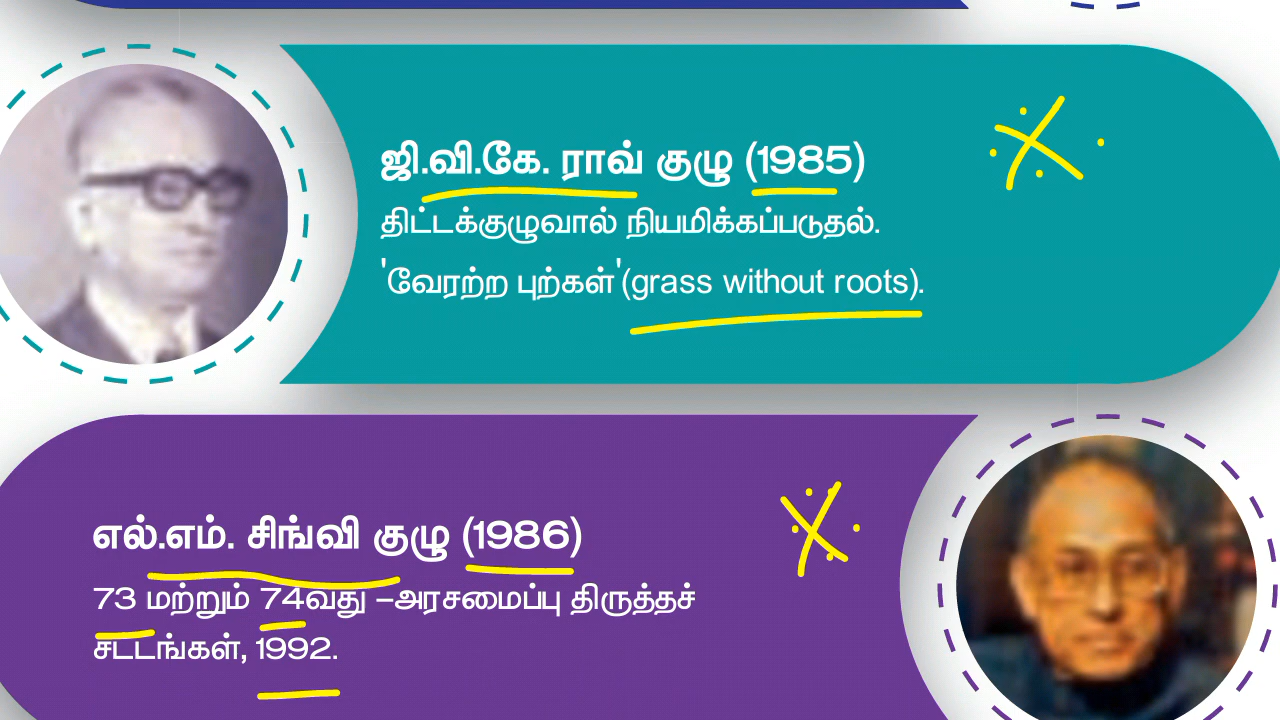 ஜி.வி.கே. ராவ் குழு (1985)
திட்டக்குழுவால் நியமிக்கப்படுதல்.
'வேரற்ற புற்கள்'(grass without roots).
எல்.எம். சிங்வி குழு (1986)
73 மற்றும் 74வது –அரசமைப்பு திருத்தச்
சட்டங்கள், 1992.